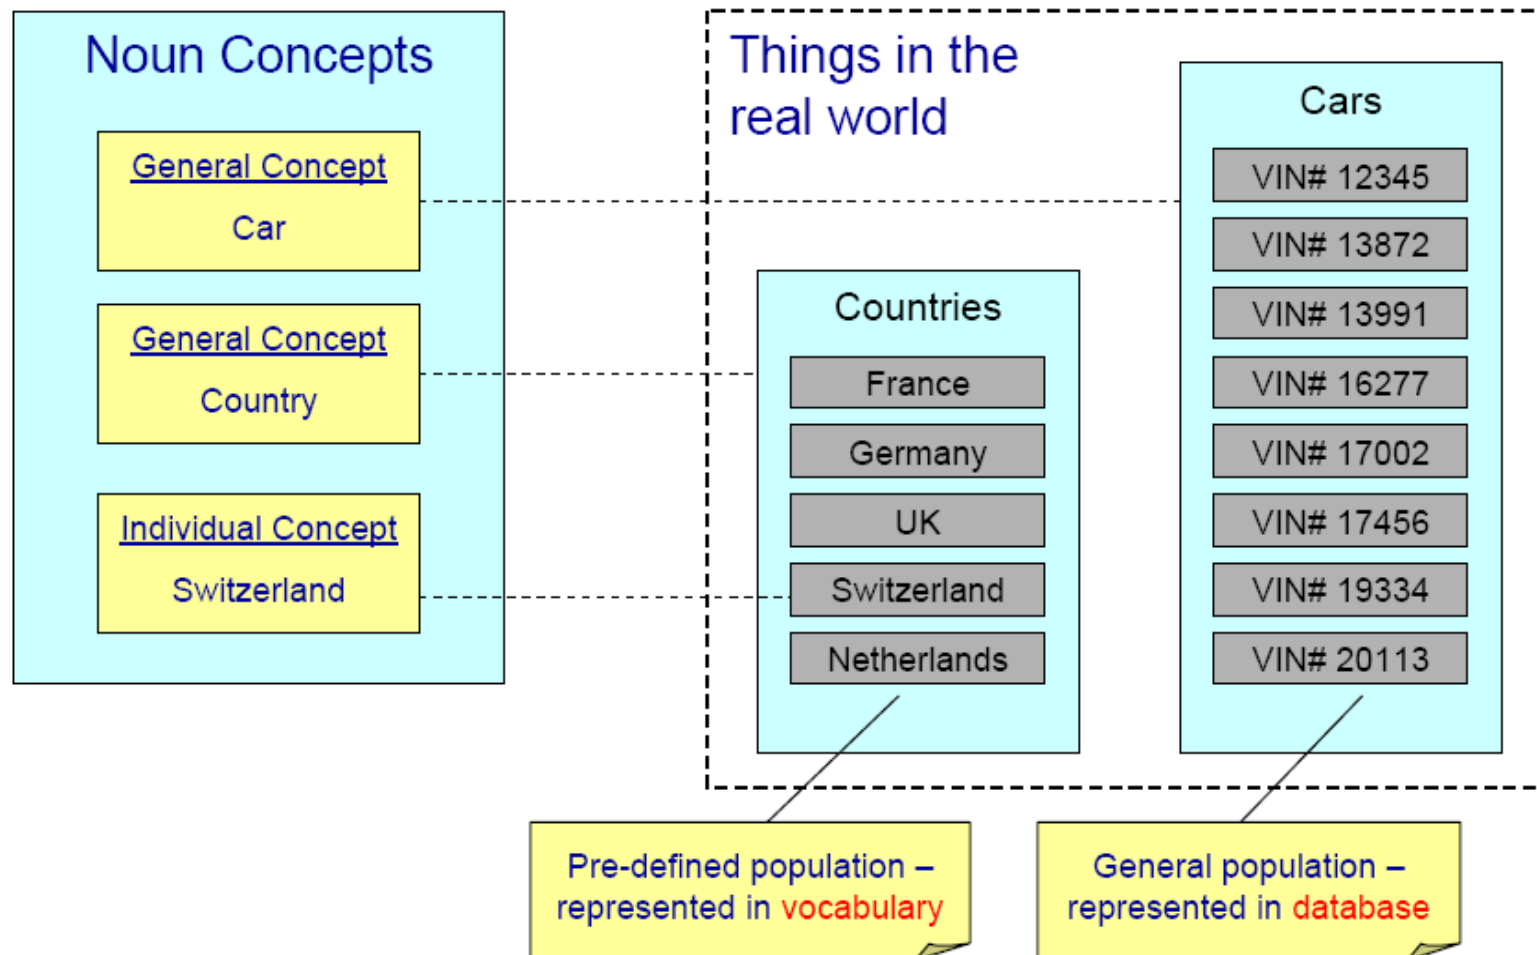 Noun Concepts
General Concept
Car
General Concept
Country
Individual Concept
Switzerland
Things in the
real world
Countries
France
Germany
UK
Switzerland
Netherlands
Cars
VIN# 12345
VIN# 13872
VIN# 13991
VIN# 16277
VIN# 17002
VIN# 17456
VIN# 19334
VIN# 20113
Pre-defined population –
represented in vocabulary
General population –
represented in database